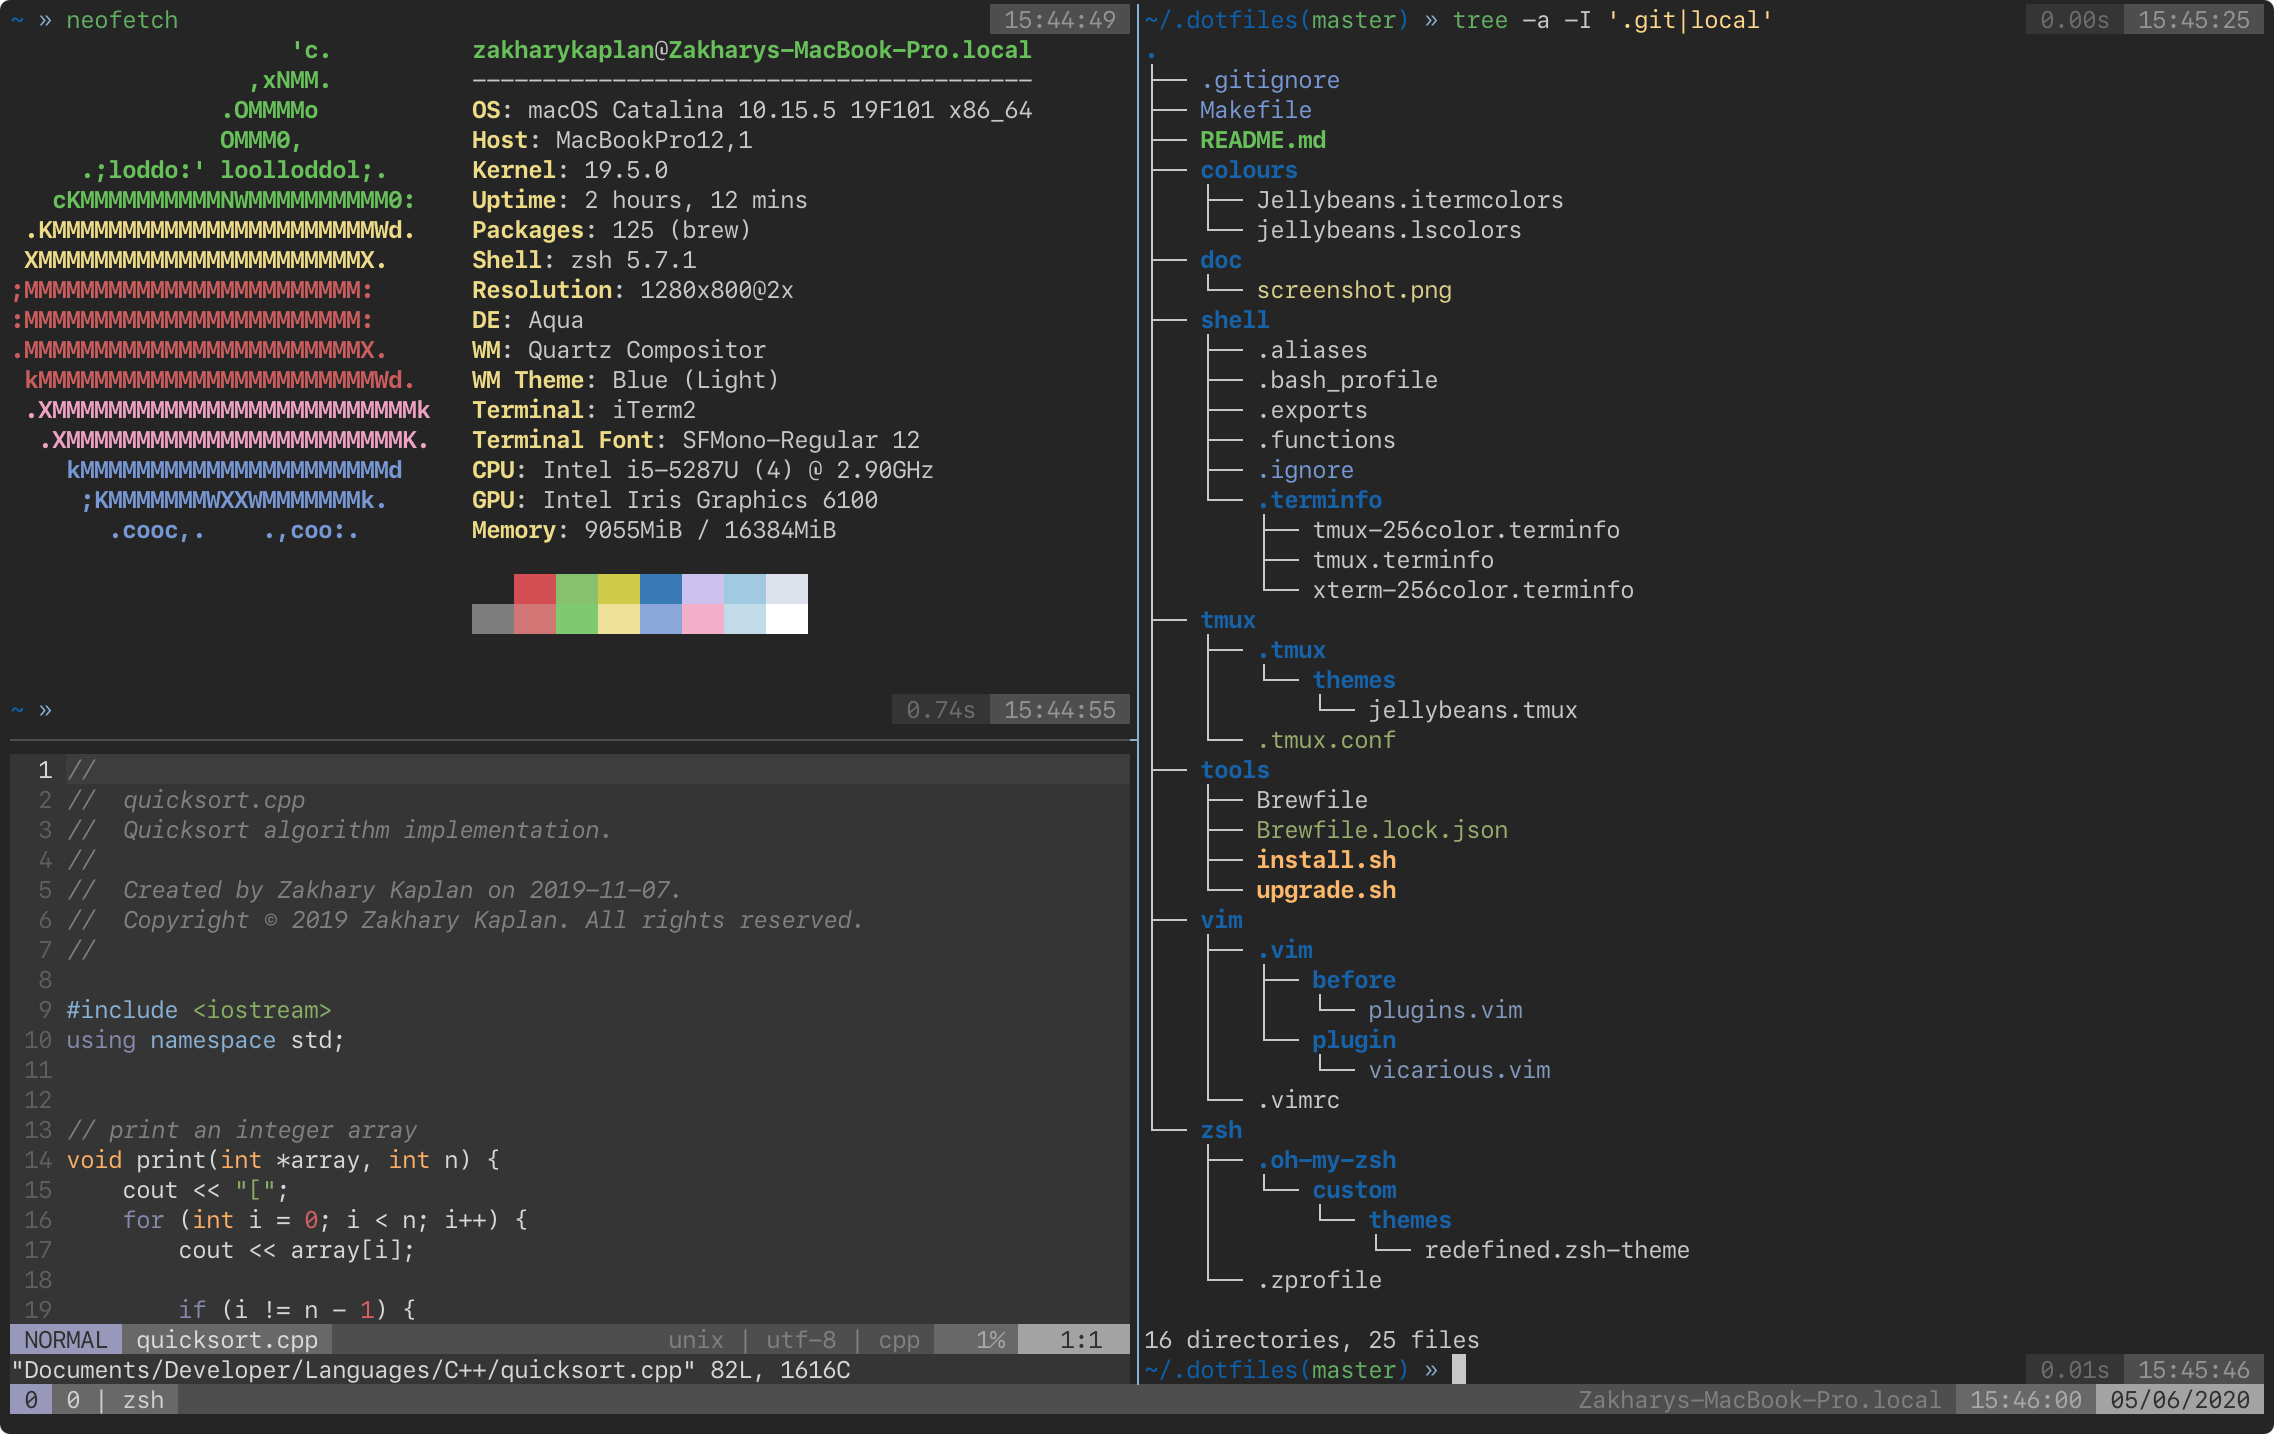 ~ » neofetch 15:44:49
'c.
,xNMM.
.OMMMMo
OMMM0,
.;loddo:' loolloddol;.
cKMMMMMMMMMMNWMMMMMMMMMM0:
.KMMMMMMMMMMMMMMMMMMMMMMMWd.
XMMMMMMMMMMMMMMMMMMMMMMMX.
;MMMMMMMMMMMMMMMMMMMMMMMM:
:MMMMMMMMMMMMMMMMMMMMMMMM:
.MMMMMMMMMMMMMMMMMMMMMMMMX.
kMMMMMMMMMMMMMMMMMMMMMMMMWd.
.XMMMMMMMMMMMMMMMMMMMMMMMMMMk
.XMMMMMMMMMMMMMMMMMMMMMMMMK.
kMMMMMMMMMMMMMMMMMMMMMMd
;KMMMMMMMWXXWMMMMMMMk.
.cooc,. .,coo:.
zakharykaplan@Zakharys-MacBook-Pro.local
----------------------------------------
OS: macOS Catalina 10.15.5 19F101 x86_64
Host: MacBookPro12,1
Kernel: 19.5.0
Uptime: 2 hours, 12 mins
Packages: 125 (brew)
Shell: zsh 5.7.1
Resolution: 1280x800@2x
DE: Aqua
WM: Quartz Compositor
WM Theme: Blue (Light)
Terminal: iTerm2
Terminal Font: SFMono-Regular 12
CPU: Intel i5-5287U (4) @ 2.90GHz
GPU: Intel Iris Graphics 6100
Memory: 9055MiB / 16384MiB
~ » 0.74s 15:44:55
1 //
2 //  quicksort.cpp
3 //  Quicksort algorithm implementation.
4 //
5 //  Created by Zakhary Kaplan on 2019-11-07.
6 //  Copyright © 2019 Zakhary Kaplan. All rights reserved.
7 //
8
9 #include <iostream>
10 using namespace std;
11
12
13 // print an integer array
14 void print(int *array, int n) {
15     cout << "[";
16     for (int i = 0; i < n; i++) {
17         cout << array[i];
18
19         if (i != n - 1) {
NORMAL quicksort.cpp unix | utf-8 | cpp 1% 1:1
"Documents/Developer/Languages/C++/quicksort.cpp" 82L, 1616C
~/.dotfiles(master) » tree -a -I '.git|local' 0.00s 15:45:25
.
├── .gitignore
├── Makefile
├── README.md
├── colours
│   ├── Jellybeans.itermcolors
│   └── jellybeans.lscolors
├── doc
│   └── screenshot.png
├── shell
│   ├── .aliases
│   ├── .bash_profile
│   ├── .exports
│   ├── .functions
│   ├── .ignore
│   └── .terminfo
│       ├── tmux-256color.terminfo
│       ├── tmux.terminfo
│       └── xterm-256color.terminfo
├── tmux
│   ├── .tmux
│   │   └── themes
│   │       └── jellybeans.tmux
│   └── .tmux.conf
├── tools
│   ├── Brewfile
│   ├── Brewfile.lock.json
│   ├── install.sh
│   └── upgrade.sh
├── vim
│   ├── .vim
│   │   ├── before
│   │   │   └── plugins.vim
│   │   └── plugin
│   │       └── vicarious.vim
│   └── .vimrc
└── zsh
    ├── .oh-my-zsh
    │   └── custom
    │       └── themes
    │           └── redefined.zsh-theme
    └── .zprofile
16 directories, 25 files
~/.dotfiles(master) » 0.01s 15:45:46
0 0 | zsh Zakharys-MacBook-Pro.local 15:46:00 05/06/2020